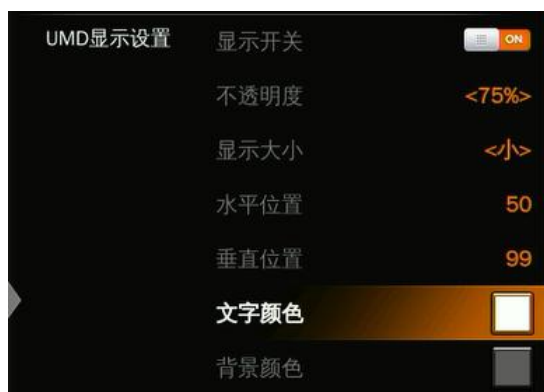 UMD显示设置 显示开关 ON
不透明度 <75%>
显示大小 <小>
水平位置 50
垂直位置 99
文字颜色
背景颜色